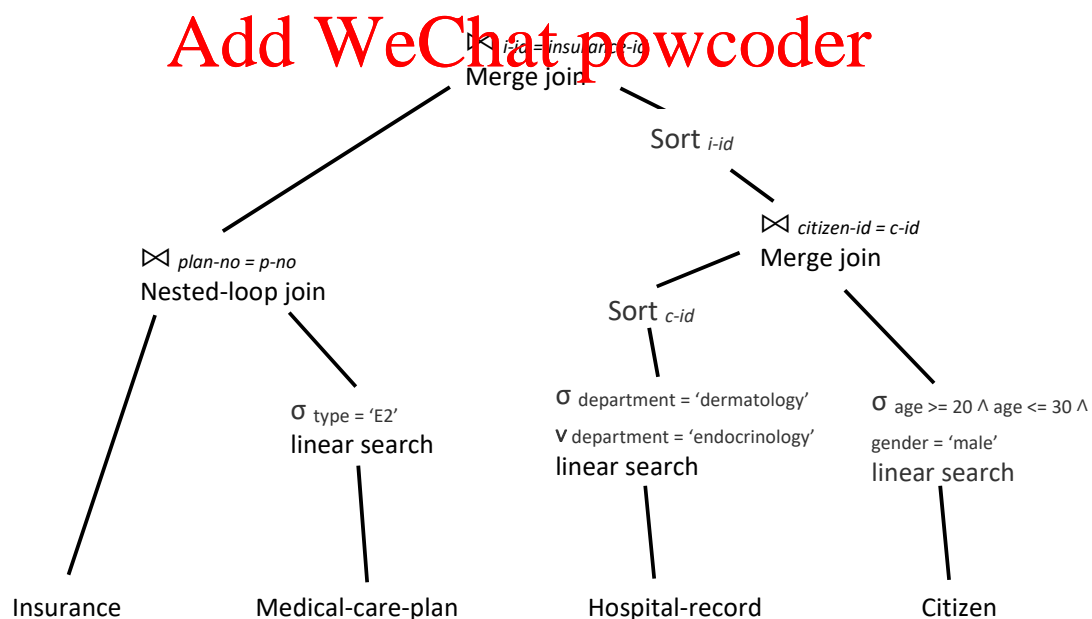 Add WeChat powcoder
⋈ i-id = insurance-id
Merge join
Sort i-id
⋈ citizen-id = c-id
Merge join
⋈ plan-no = p-no
Nested-loop join
Sort c-id
σ type = ‘E2’
linear search
σ department = ‘dermatology’
∨ department = ‘endocrinology’
linear search
σ age >= 20 ∧ age <= 30 ∧
gender = ‘male’
linear search
Insurance
Medical-care-plan
Hospital-record
Citizen